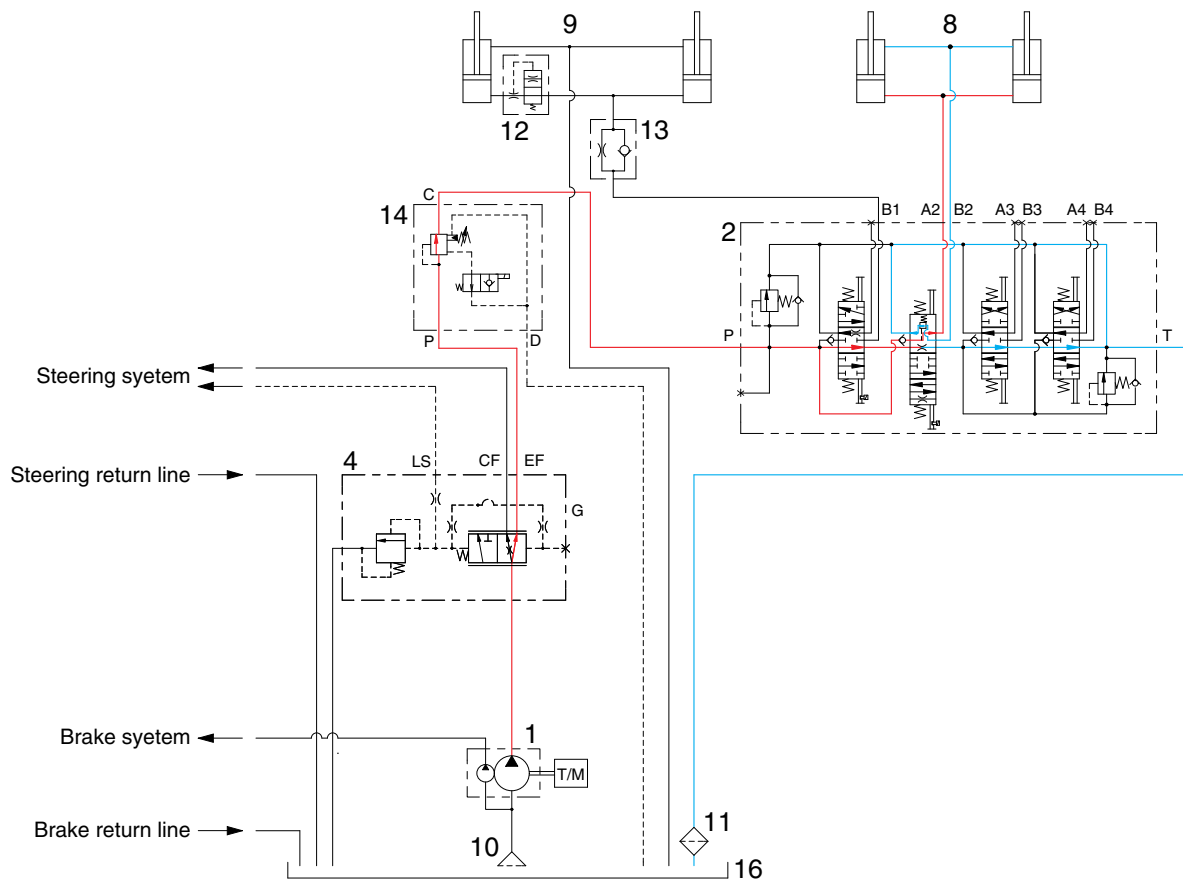 9
8
12
13
C
14
B1
A2
B2
A3
B3
A4
B4
2
P
D
P
T
Steering syetem
4
LS
CF
EF
Steering return line
G
1
Brake syetem
T/M
Brake return line
10
11
16